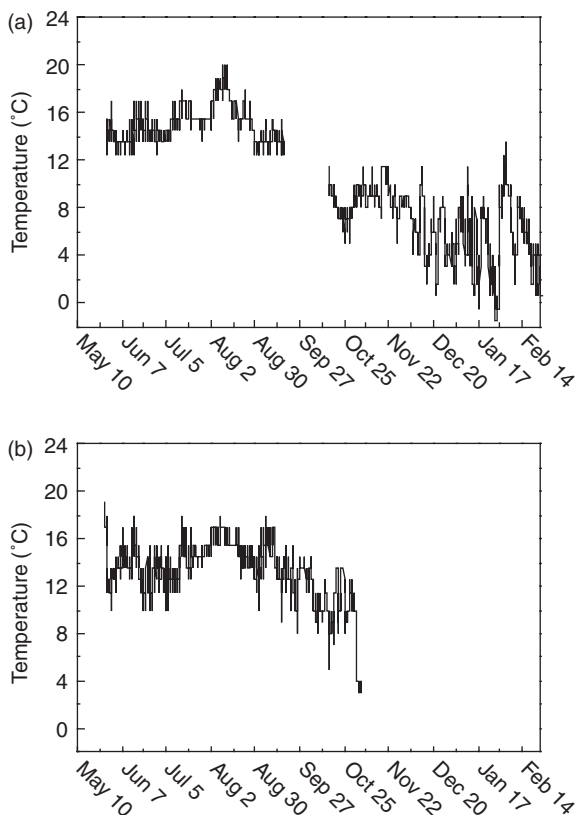 (a)
24
20
16
12
8
4
0
Temperature (˚C)
May 10
Jun 7
Jul 5
Aug 2
Aug 30
Sep 27
Oct 25
Nov 22
Dec 20
Jan 17
Feb 14
(b)
24
20
16
12
8
4
0
Temperature (˚C)
May 10
Jun 7
Jul 5
Aug 2
Aug 30
Sep 27
Oct 25
Nov 22
Dec 20
Jan 17
Feb 14